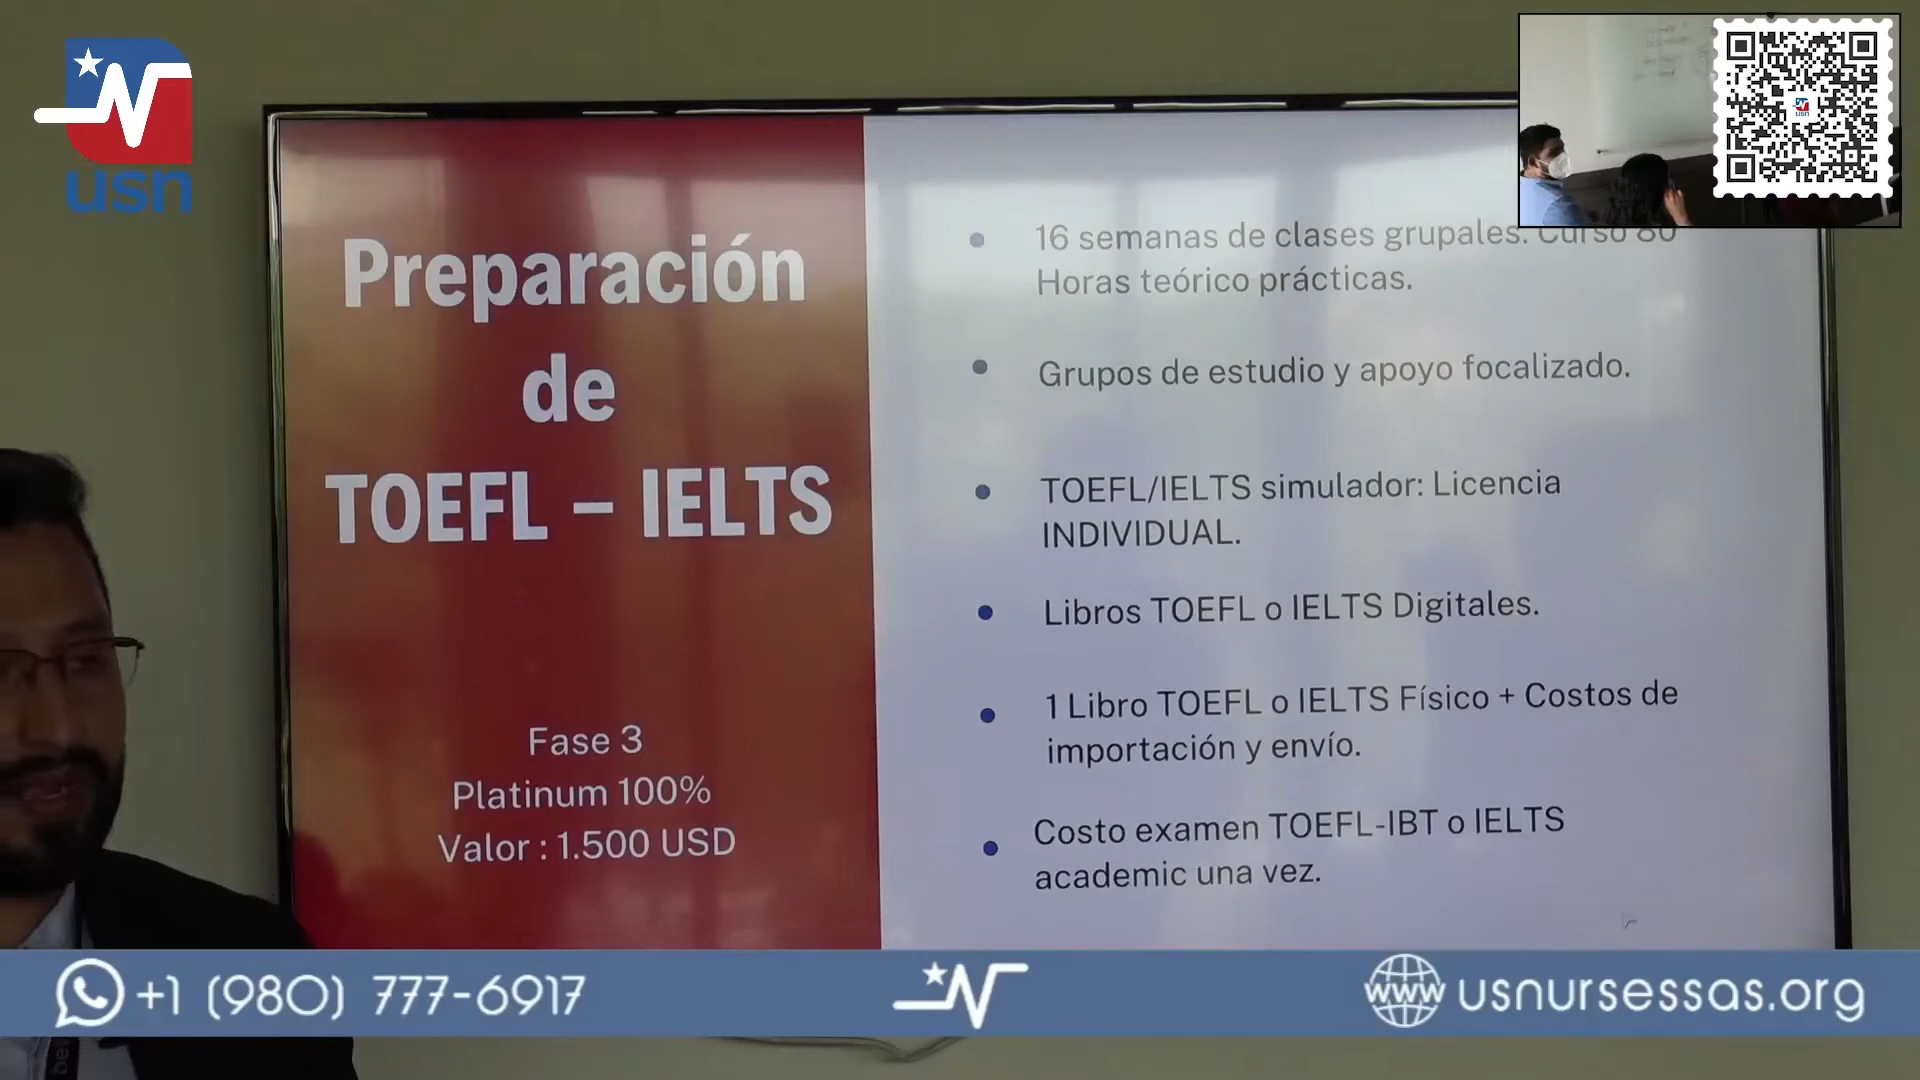 usn
Preparación
de
TOEFL – IELTS
Fase 3
Platinum 100%
Valor : 1.500 USD
16 semanas de clases grupales. Curso 80
Horas teórico prácticas.
Grupos de estudio y apoyo focalizado.
TOEFL/IELTS simulador: Licencia
INDIVIDUAL.
Libros TOEFL o IELTS Digitales.
1 Libro TOEFL o IELTS Físico + Costos de
importación y envío.
Costo examen TOEFL-IBT o IELTS
academic una vez.
+1 (980) 777-6917
www usnursessas.org